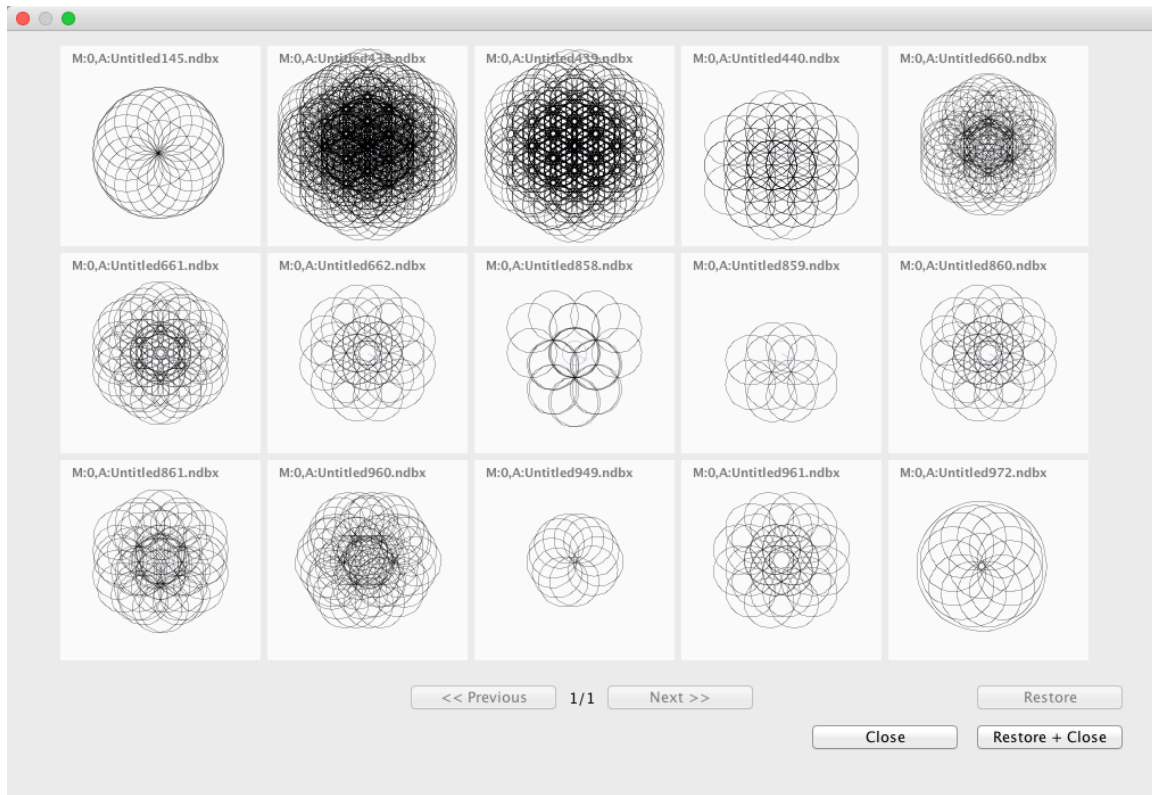 M:0,A:Untitled145.ndbx
M:0,A:Untitled438.ndbx
M:0,A:Untitled439.ndbx
M:0,A:Untitled440.ndbx
M:0,A:Untitled660.ndbx
M:0,A:Untitled661.ndbx
M:0,A:Untitled662.ndbx
M:0,A:Untitled858.ndbx
M:0,A:Untitled859.ndbx
M:0,A:Untitled860.ndbx
M:0,A:Untitled861.ndbx
M:0,A:Untitled960.ndbx
M:0,A:Untitled949.ndbx
M:0,A:Untitled961.ndbx
M:0,A:Untitled972.ndbx
<< Previous
1/1
Next >>
Restore
Close
Restore + Close